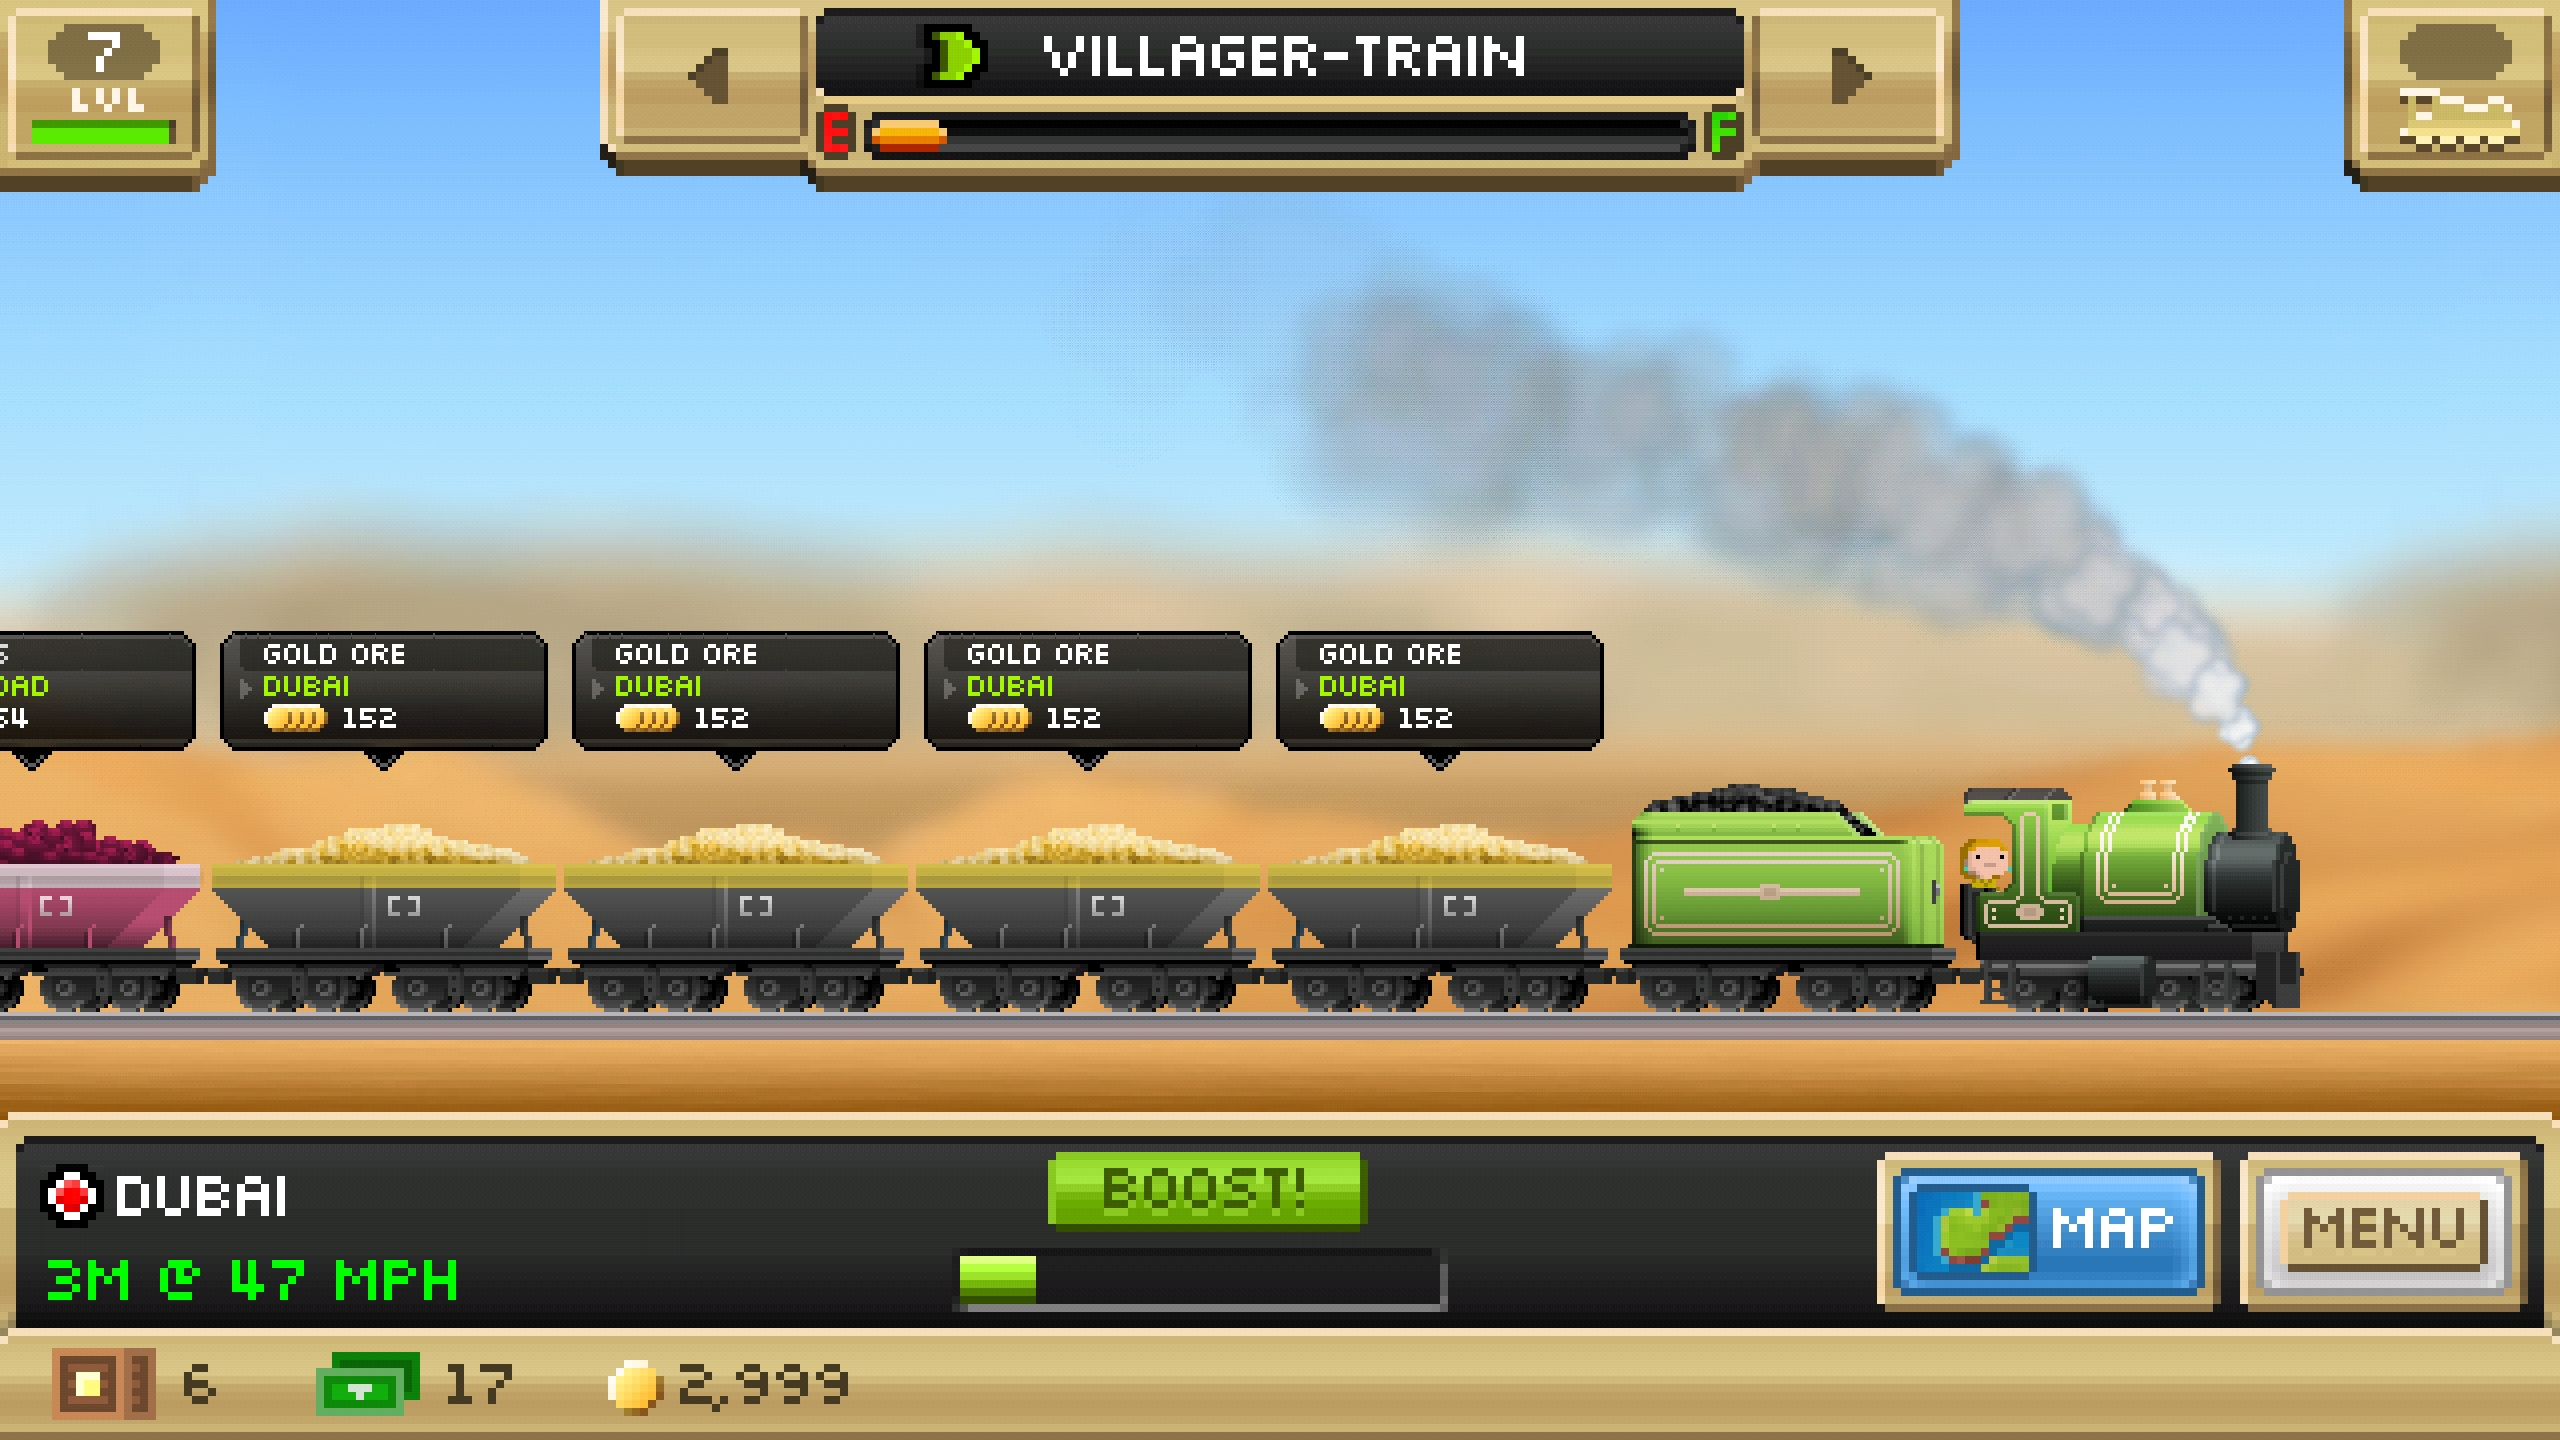 7
LVL
VILLAGER-TRAIN
E F
GOLD ORE
DUBAI
152
GOLD ORE
DUBAI
152
GOLD ORE
DUBAI
152
GOLD ORE
DUBAI
152
DUBAI
3M @ 47 MPH
BOOST!
MAP
MENU
6
17
2,999